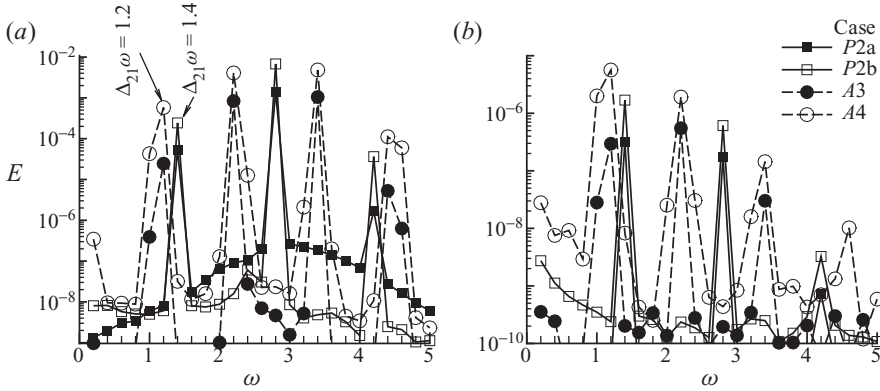 (a)
Δ₂₁ω = 1.2
Δ₂₁ω = 1.4
10⁻²
10⁻⁴
E
10⁻⁶
10⁻⁸
0 1 2 3 4 5
ω
(b)
Case
P2a
P2b
A3
A4
10⁻⁶
10⁻⁸
10⁻¹⁰
0 1 2 3 4 5
ω